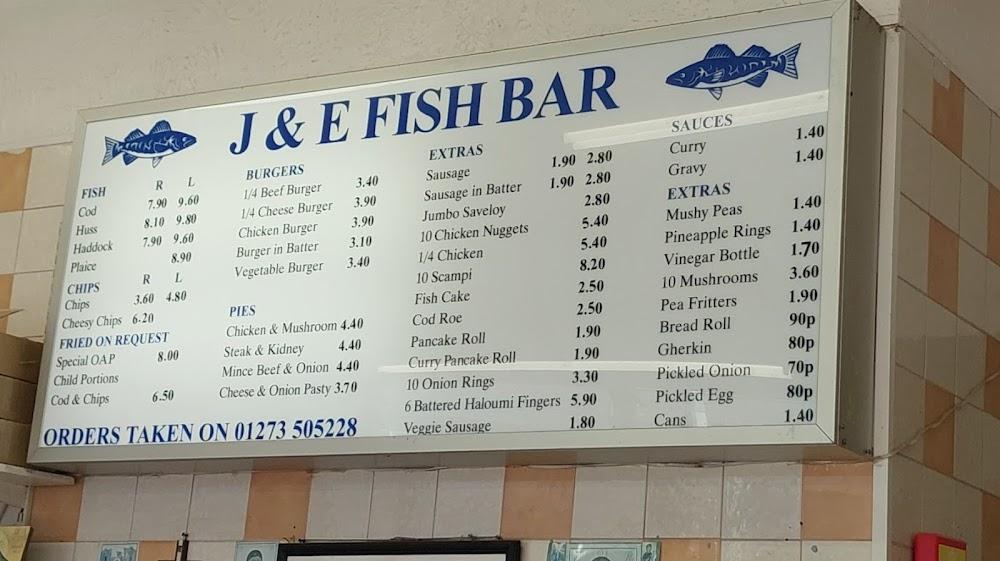 J & E FISH BAR
FISH R L
Cod 7.90 9.60
Huss 8.10 9.80
Haddock 7.90 9.60
Plaice 8.90
CHIPS R L
Chips 3.60 4.80
Cheesy Chips 6.20
FRIED ON REQUEST
Special OAP 8.00
Child Portions
Cod & Chips 6.50
BURGERS
1/4 Beef Burger 3.40
1/4 Cheese Burger 3.90
Chicken Burger 3.90
Burger in Batter 3.10
Vegetable Burger 3.40
PIES
Chicken & Mushroom 4.40
Steak & Kidney 4.40
Mince Beef & Onion 4.40
Cheese & Onion Pasty 3.70
EXTRAS
Sausage 1.90 2.80
Sausage in Batter 1.90 2.80
Jumbo Saveloy 2.80
10 Chicken Nuggets 5.40
1/4 Chicken 5.40
10 Scampi 8.20
Fish Cake 2.50
Cod Roe 2.50
Pancake Roll 1.90
Curry Pancake Roll 1.90
10 Onion Rings 3.30
6 Battered Haloumi Fingers 5.90
Veggie Sausage 1.80
SAUCES
Curry 1.40
Gravy 1.40
EXTRAS
Mushy Peas 1.40
Pineapple Rings 1.40
Vinegar Bottle 1.70
10 Mushrooms 3.60
Pea Fritters 1.90
Bread Roll 90p
Gherkin 80p
Pickled Onion 70p
Pickled Egg 80p
Cans 1.40
ORDERS TAKEN ON 01273 505228